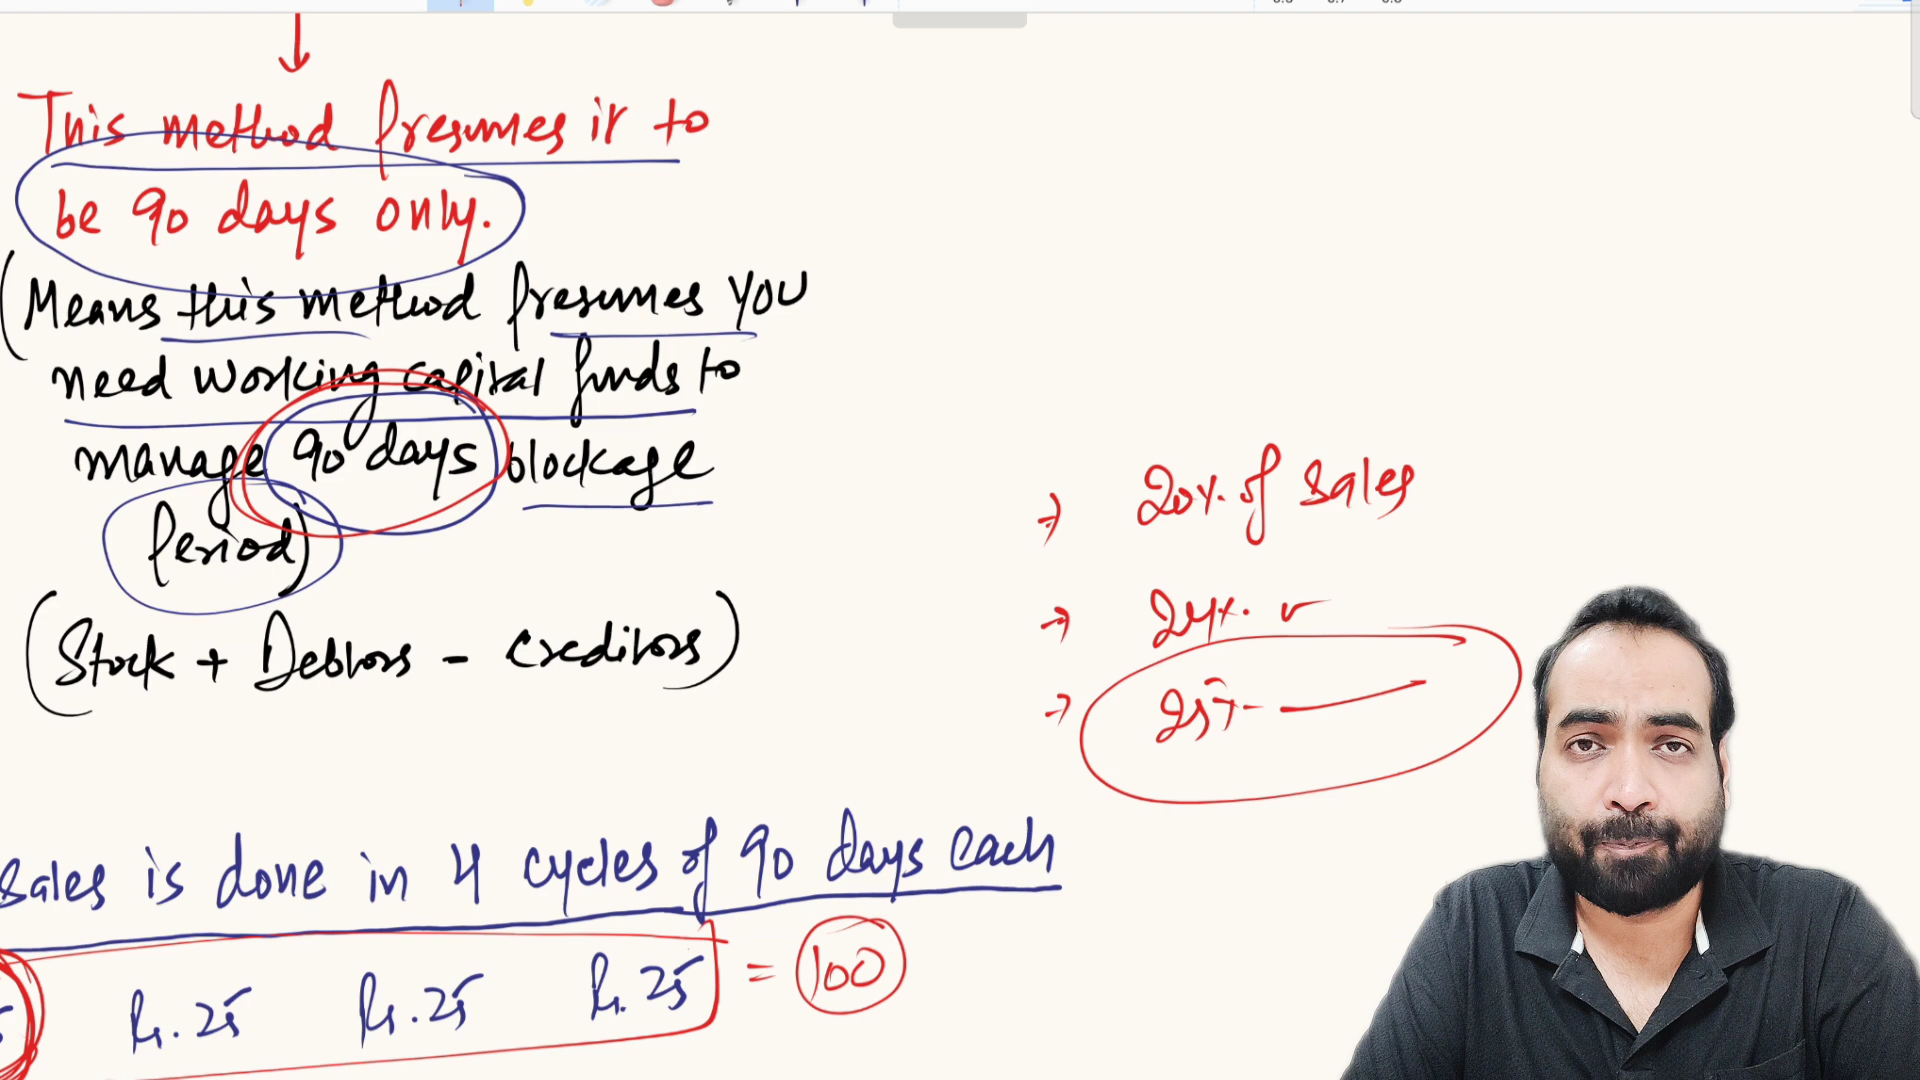 This method presumes it to
be 90 days only.
(Means this method presumes you
need working capital funds to
manage 90 days blockage
Period)
(Stock + Debtors - creditors)
→ 20% of sales
→ 24%.
→ 25%
sales is done in 4 cycles of 90 days each
Rs. 25 Rs. 25 Rs. 25 = 100